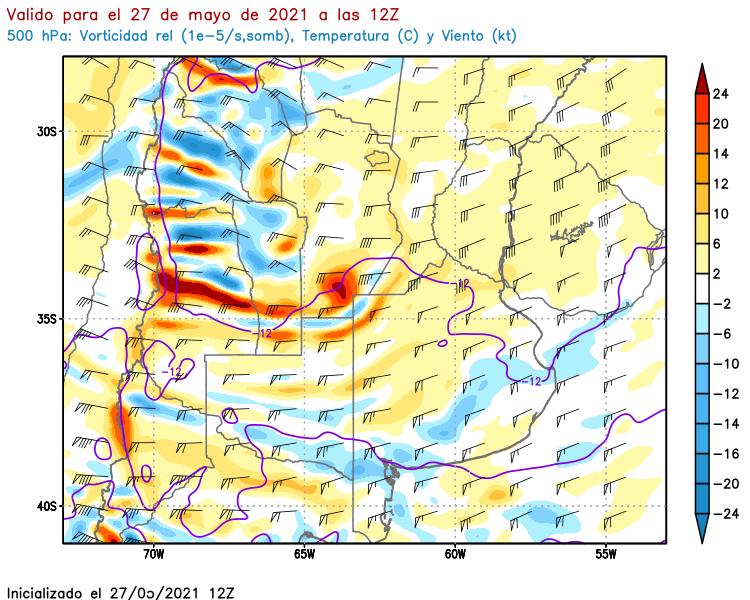 Valido para el 27 de mayo de 2021 a las 12Z
500 hPa: Vorticidad rel (1e-5/s,somb), Temperatura (C) y Viento (kt)
24
20
30S
14
12
10
6
-12
2
35S
-2
-12
-6
-12
-12
-10
-14
-16
40S
-20
-24
70W 65W 60W 55W
Inicializado el 27/05/2021 12Z